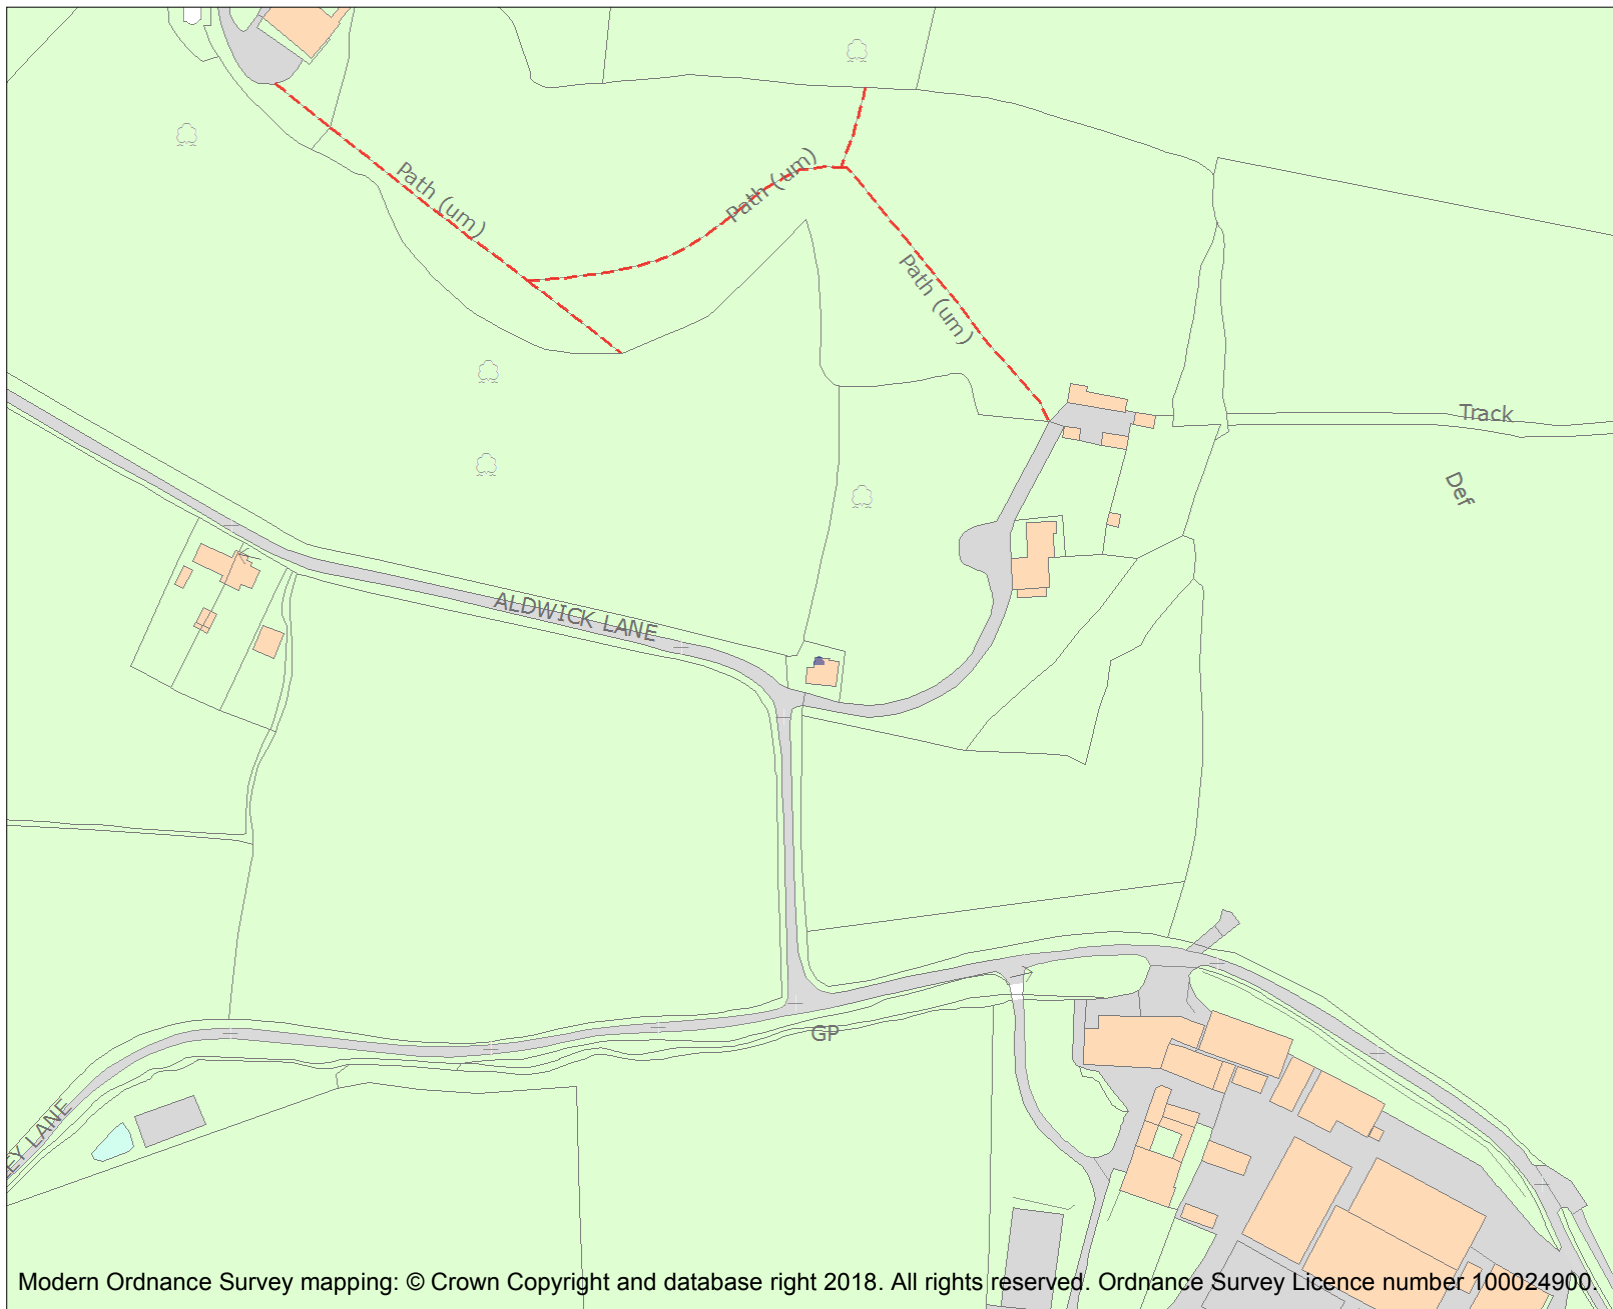 Path (um)
Path (um)
Path (um)
Track
Def
ALDWICK LANE
GP
EY LANE
Modern Ordnance Survey mapping: © Crown Copyright and database right 2018. All rights reserved. Ordnance Survey Licence number 100024900.